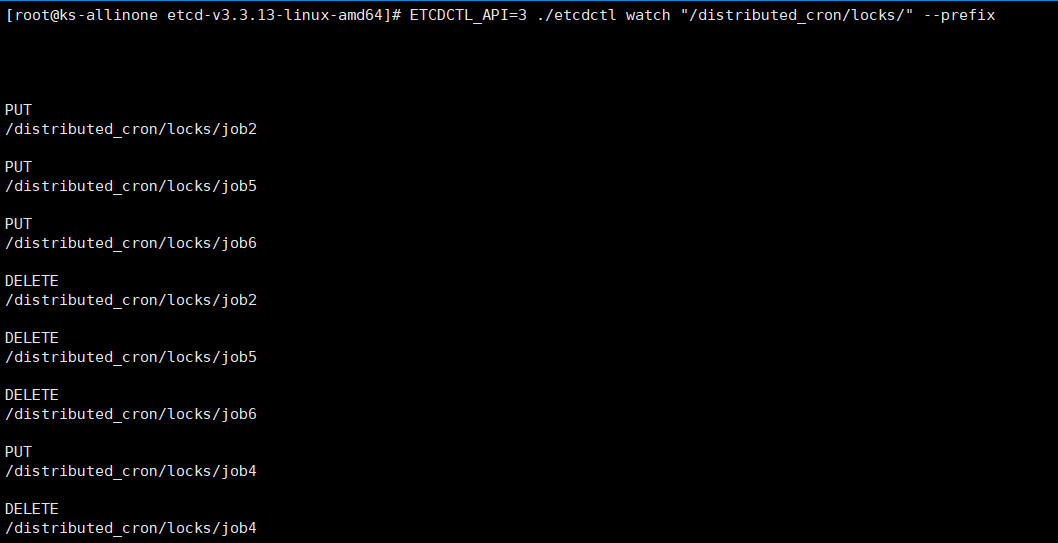 [root@ks-allinone etcd-v3.3.13-linux-amd64]# ETCDCTL_API=3 ./etcdctl watch "/distributed_cron/locks/" --prefix
PUT
/distributed_cron/locks/job2
PUT
/distributed_cron/locks/job5
PUT
/distributed_cron/locks/job6
DELETE
/distributed_cron/locks/job2
DELETE
/distributed_cron/locks/job5
DELETE
/distributed_cron/locks/job6
PUT
/distributed_cron/locks/job4
DELETE
/distributed_cron/locks/job4